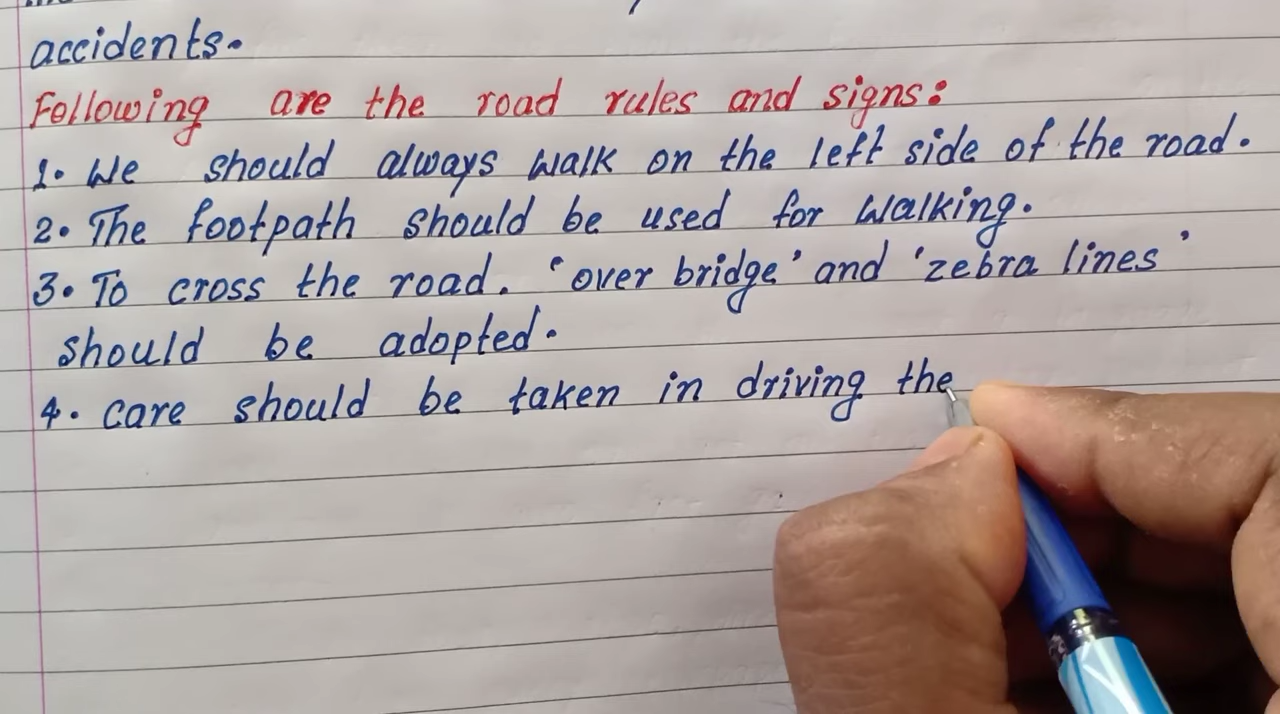 accidents.
Following are the road rules and signs:
1. We should always walk on the left side of the road.
2. The footpath should be used for walking.
3. To cross the road. 'over bridge' and 'zebra lines'
should be adopted.
4. care should be taken in driving the